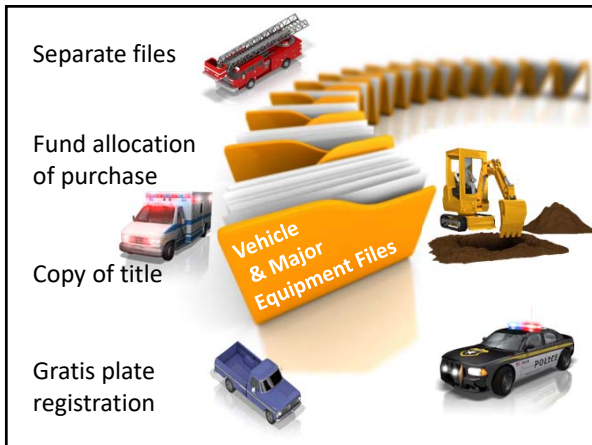 Separate files
Fund allocation
of purchase
Copy of title
Gratis plate
registration
Vehicle
& Major
Equipment Files
POLICE